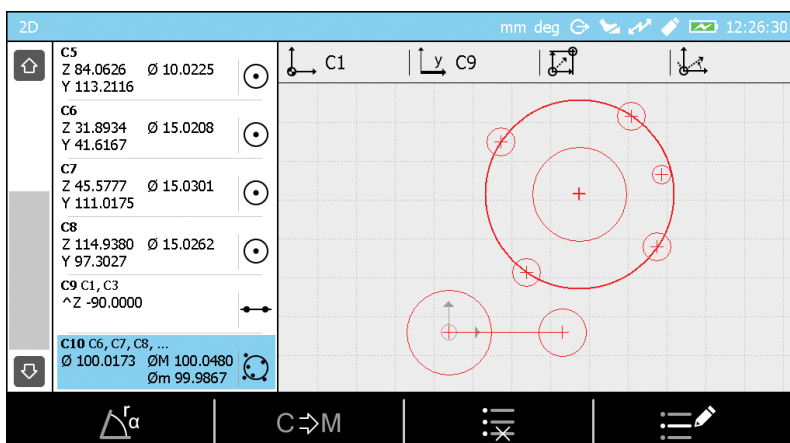 2D mm deg 12:26:30
C5
Z 84.0626 Ø 10.0225
Y 113.2116
C6
Z 31.8934 Ø 15.0208
Y 41.6167
C7
Z 45.5777 Ø 15.0301
Y 111.0175
C8
Z 114.9380 Ø 15.0262
Y 97.3027
C9 C1, C3
^Z -90.0000
C10 C6, C7, C8, ...
Ø 100.0173 ØM 100.0480
Øm 99.9867
C1 y C9
r α
C⇨M